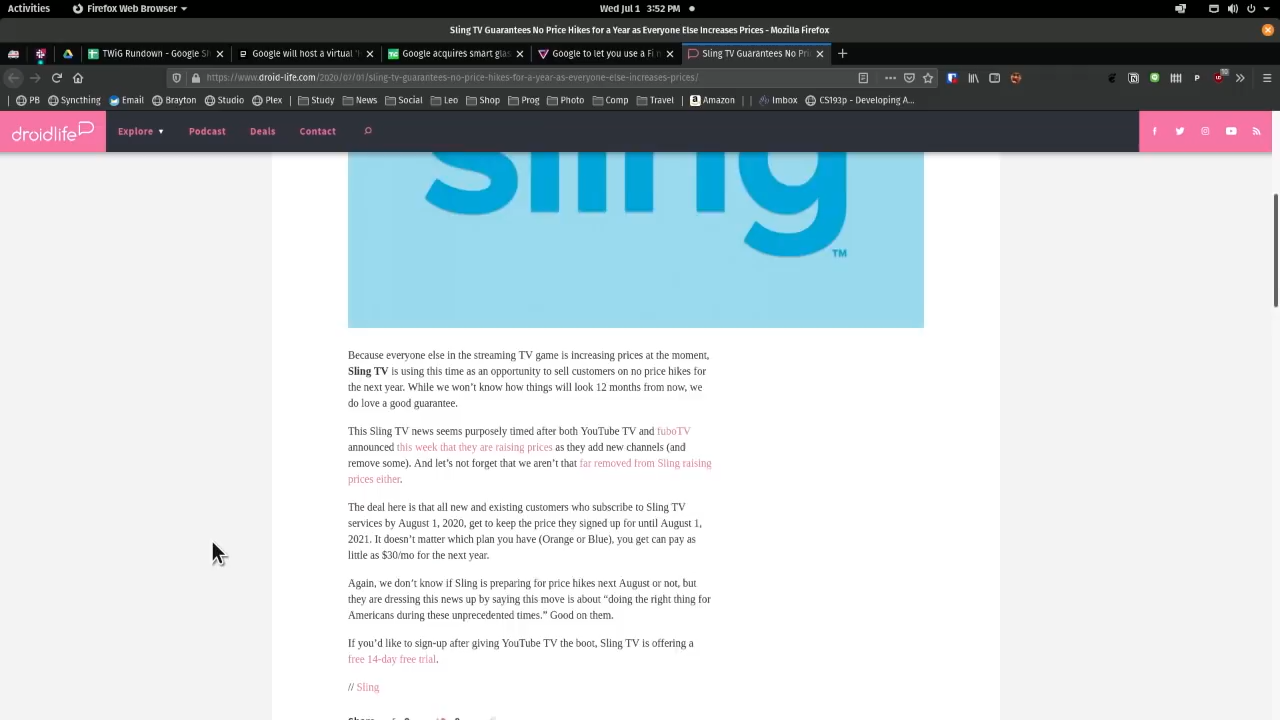 Activities Firefox Web Browser Wed Jul 1 3:52 PM
Sling TV Guarantees No Price Hikes for a Year as Everyone Else Increases Prices - Mozilla Firefox
TWiG Rundown - Google Sh Google will host a virtual ' Google acquires smart glas Google to let you use a Fi n Sling TV Guarantees No Pri
https://www.droid-life.com/2020/07/01/sling-tv-guarantees-no-price-hikes-for-a-year-as-everyone-else-increases-prices/
PB Syncthing Email Brayton Studio Plex Study News Social Leo Shop Prog Photo Comp Travel Amazon Imbox CS193p - Developing A...
droidlife Explore Podcast Deals Contact
sling
TM
Because everyone else in the streaming TV game is increasing prices at the moment,
Sling TV is using this time as an opportunity to sell customers on no price hikes for
the next year. While we won't know how things will look 12 months from now, we
do love a good guarantee.
This Sling TV news seems purposely timed after both YouTube TV and fuboTV
announced this week that they are raising prices as they add new channels (and
remove some). And let's not forget that we aren't that far removed from Sling raising
prices either.
The deal here is that all new and existing customers who subscribe to Sling TV
services by August 1, 2020, get to keep the price they signed up for until August 1,
2021. It doesn't matter which plan you have (Orange or Blue), you get can pay as
little as $30/mo for the next year.
Again, we don't know if Sling is preparing for price hikes next August or not, but
they are dressing this news up by saying this move is about “doing the right thing for
Americans during these unprecedented times.” Good on them.
If you'd like to sign-up after giving YouTube TV the boot, Sling TV is offering a
free 14-day free trial.
// Sling